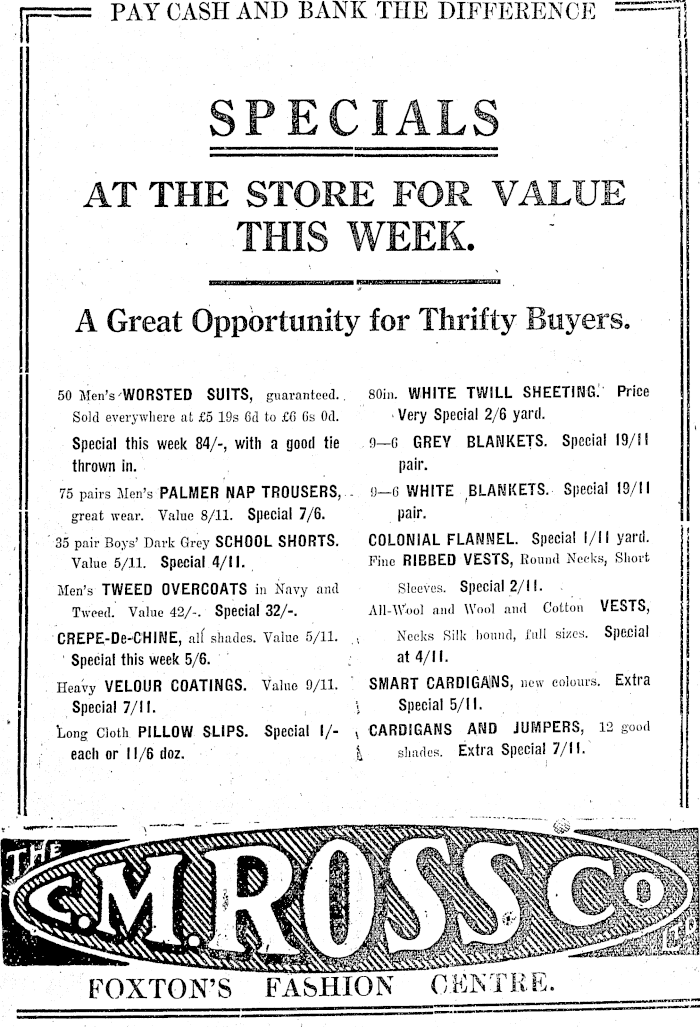 PAY CASH AND BANK THE DIFFERENCE
SPECIALS
AT THE STORE FOR VALUE
THIS WEEK.
A Great Opportunity for Thrifty Buyers.
50 Men's WORSTED SUITS, guaranteed.
Sold everywhere at £5 19s 6d to £6 6s 0d.
Special this week 84/-, with a good tie
thrown in.
75 pairs Men's PALMER NAP TROUSERS,
great wear. Value 8/11. Special 7/6.
35 pair Boys' Dark Grey SCHOOL SHORTS.
Value 5/11. Special 4/11.
Men's TWEED OVERCOATS in Navy and
Tweed. Value 42/-. Special 32/-.
CREPE-De-CHINE, all shades. Value 5/11.
Special this week 5/6.
Heavy VELOUR COATINGS. Value 9/11.
Special 7/11.
Long Cloth PILLOW SLIPS. Special 1/-
each or 11/6 doz.
80in. WHITE TWILL SHEETING. Price
Very Special 2/6 yard.
9—6 GREY BLANKETS. Special 19/11
pair.
9—6 WHITE BLANKETS. Special 19/11
pair.
COLONIAL FLANNEL. Special 1/11 yard.
Fine RIBBED VESTS, Round Necks, Short
Sleeves. Special 2/11.
All-Wool and Wool and Cotton VESTS,
Necks Silk bound, full sizes. Special
at 4/11.
SMART CARDIGANS, new colours. Extra
Special 5/11.
CARDIGANS AND JUMPERS, 12 good
shades. Extra Special 7/11.
THE
C.M. ROSS Co
LTD
FOXTON'S FASHION CENTRE.